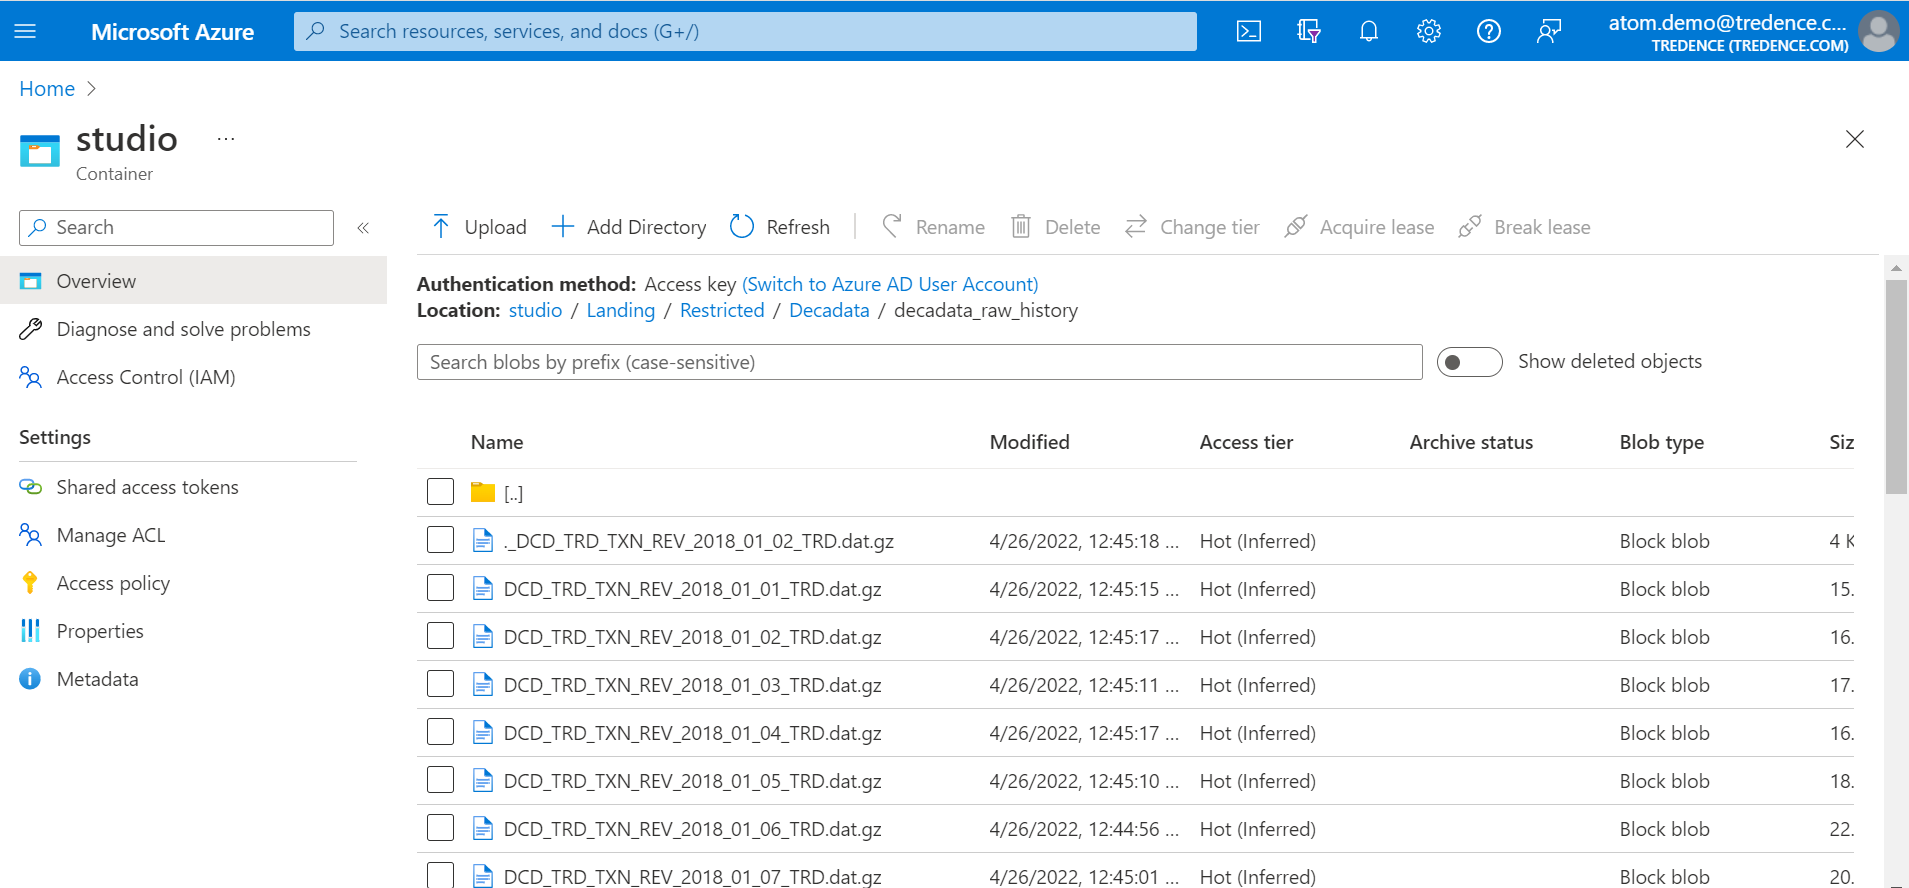 Microsoft Azure
Search resources, services, and docs (G+/)
atom.demo@tredence.c...
TREDENCE (TREDENCE.COM)
Home
studio ...
Container
Search
«
Overview
Diagnose and solve problems
Access Control (IAM)
Settings
Shared access tokens
Manage ACL
Access policy
Properties
Metadata
Upload Add Directory Refresh Rename Delete Change tier Acquire lease Break lease
Authentication method: Access key (Switch to Azure AD User Account)
Location: studio / Landing / Restricted / Decadata / decadata_raw_history
Search blobs by prefix (case-sensitive)
Show deleted objects
Name Modified Access tier Archive status Blob type Siz
[..]
._DCD_TRD_TXN_REV_2018_01_02_TRD.dat.gz 4/26/2022, 12:45:18 ... Hot (Inferred) Block blob 4 K
DCD_TRD_TXN_REV_2018_01_01_TRD.dat.gz 4/26/2022, 12:45:15 ... Hot (Inferred) Block blob 15.
DCD_TRD_TXN_REV_2018_01_02_TRD.dat.gz 4/26/2022, 12:45:17 ... Hot (Inferred) Block blob 16.
DCD_TRD_TXN_REV_2018_01_03_TRD.dat.gz 4/26/2022, 12:45:11 ... Hot (Inferred) Block blob 17.
DCD_TRD_TXN_REV_2018_01_04_TRD.dat.gz 4/26/2022, 12:45:17 ... Hot (Inferred) Block blob 16.
DCD_TRD_TXN_REV_2018_01_05_TRD.dat.gz 4/26/2022, 12:45:10 ... Hot (Inferred) Block blob 18.
DCD_TRD_TXN_REV_2018_01_06_TRD.dat.gz 4/26/2022, 12:44:56 ... Hot (Inferred) Block blob 22.
DCD_TRD_TXN_REV_2018_01_07_TRD.dat.gz 4/26/2022, 12:45:01 ... Hot (Inferred) Block blob 20.